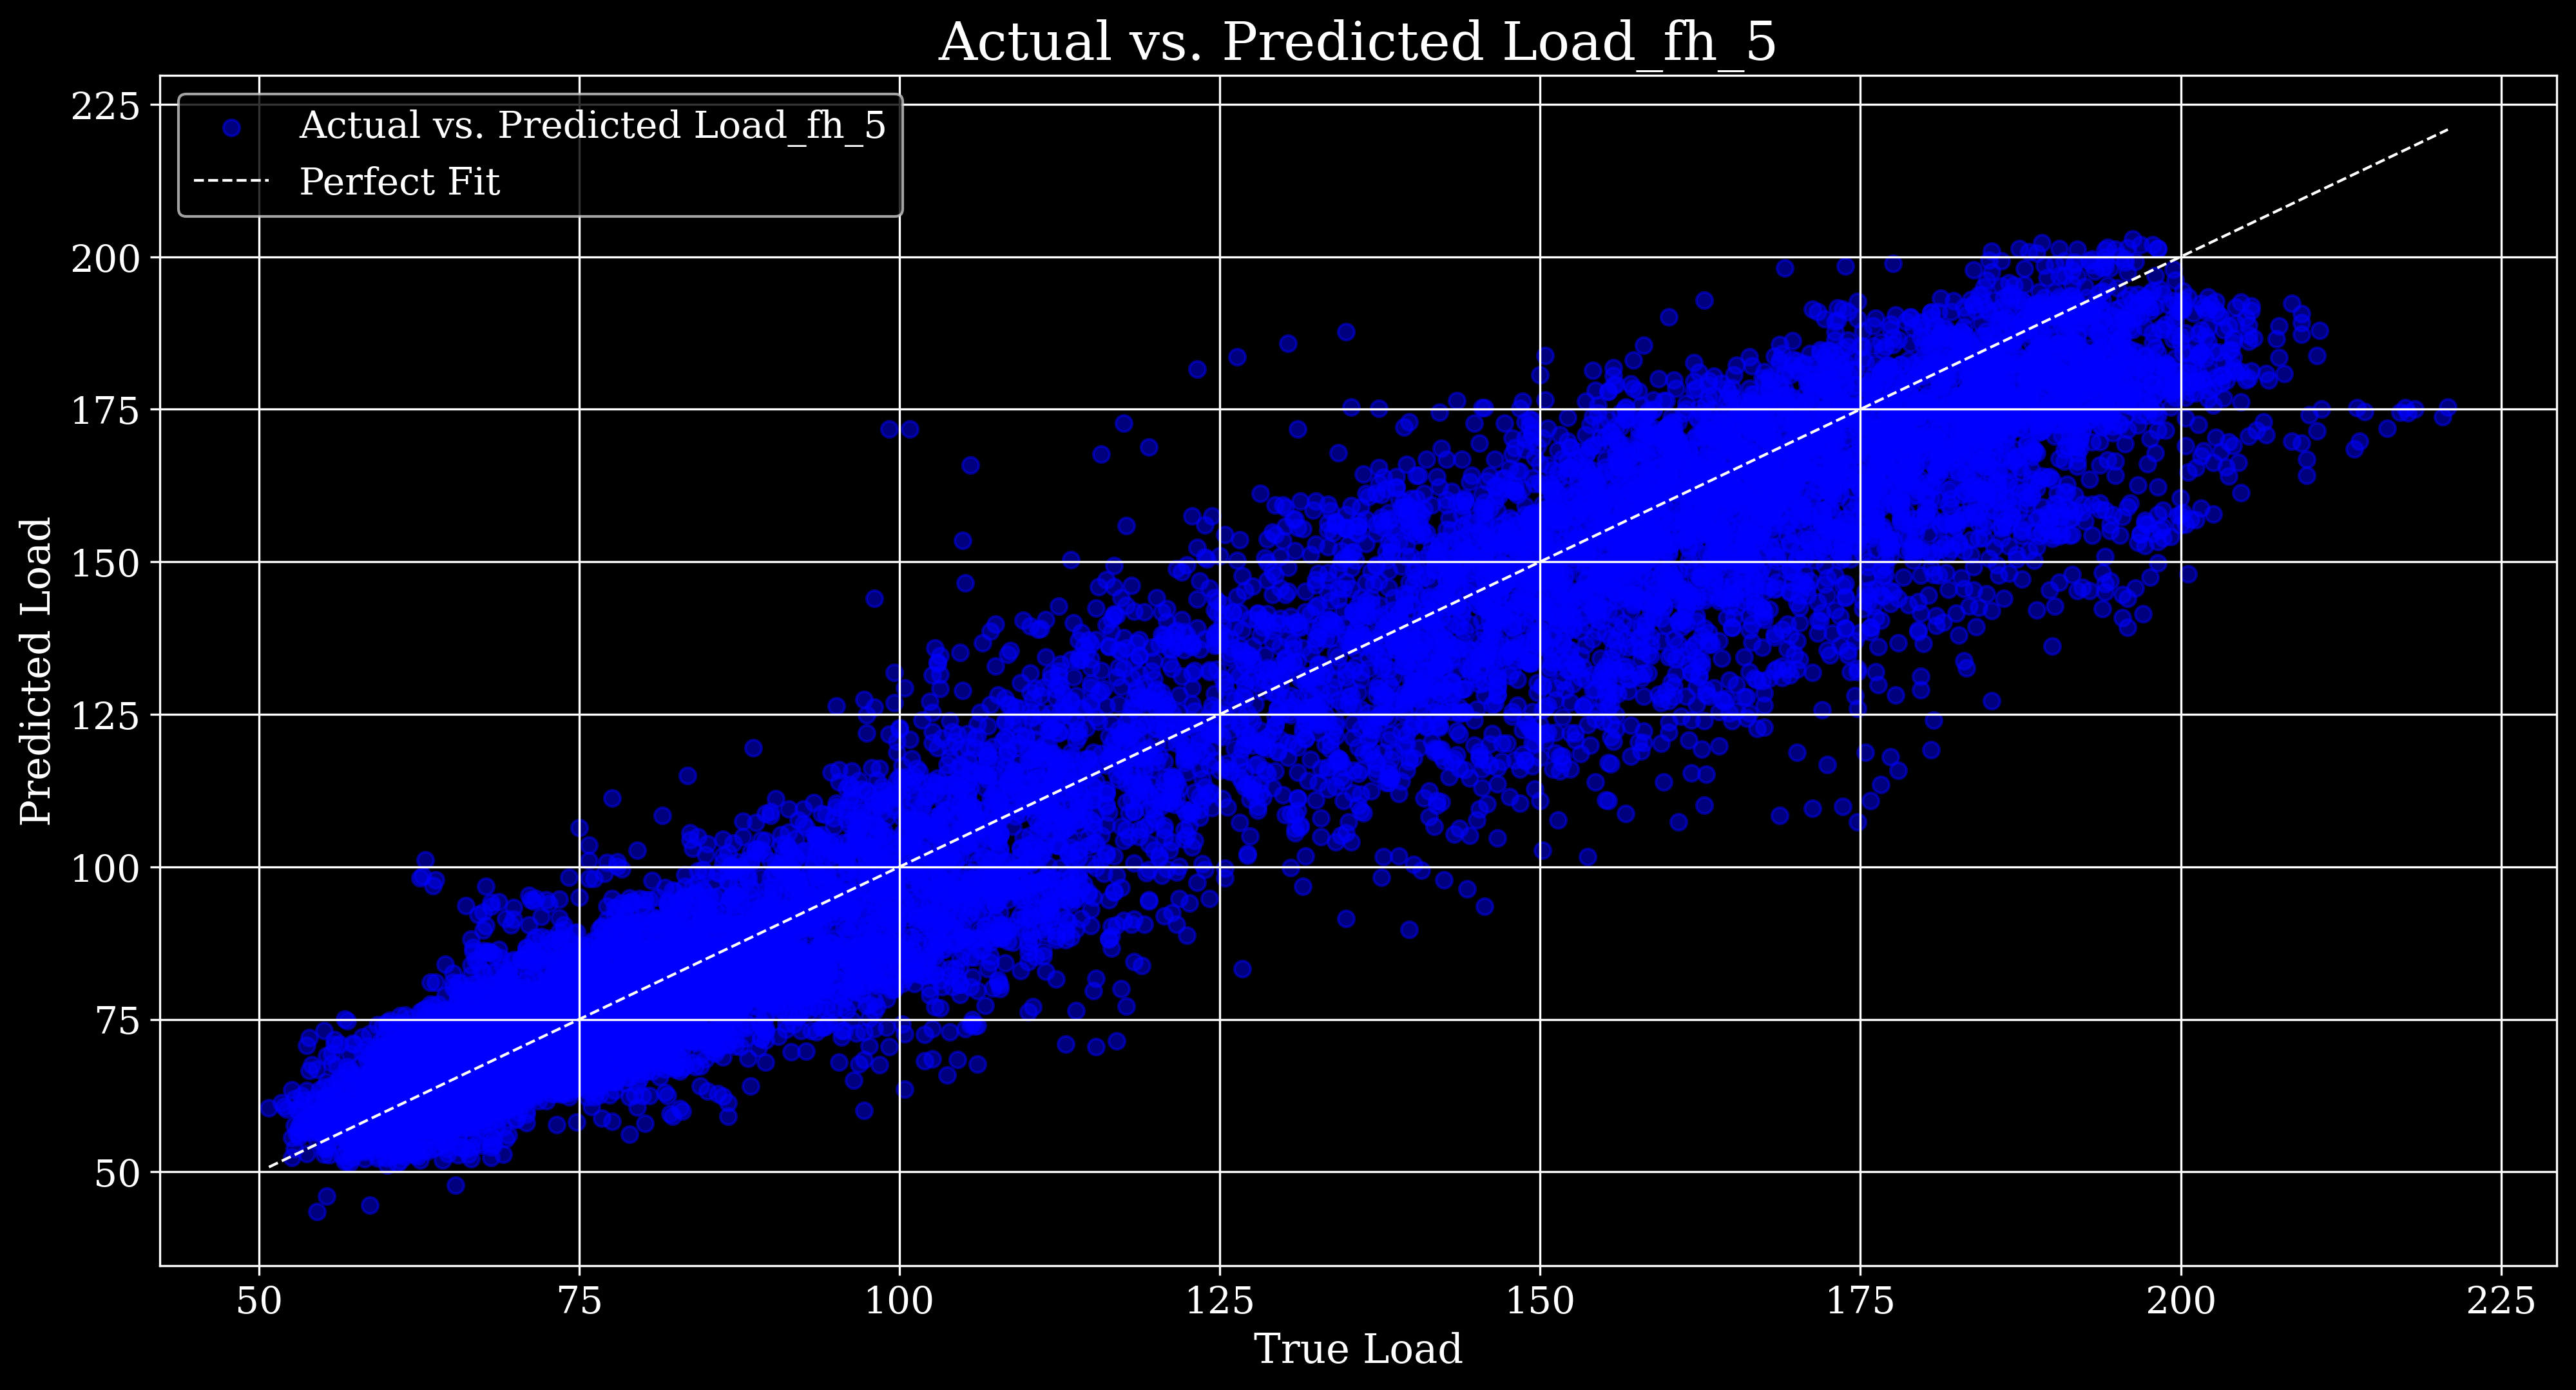 Actual vs. Predicted Load_fh_5
Actual vs. Predicted Load_fh_5
Perfect Fit
225
200
175
150
125
100
75
50
Predicted Load
50 75 100 125 150 175 200 225
True Load